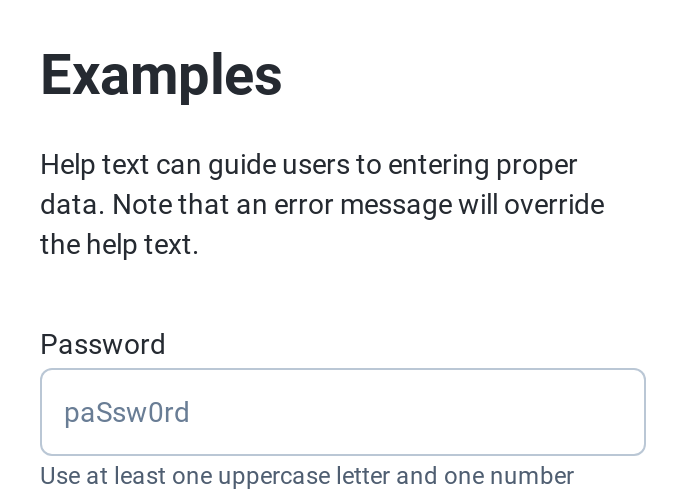 Examples
Help text can guide users to entering proper
data. Note that an error message will override
the help text.
Password
paSsw0rd
Use at least one uppercase letter and one number